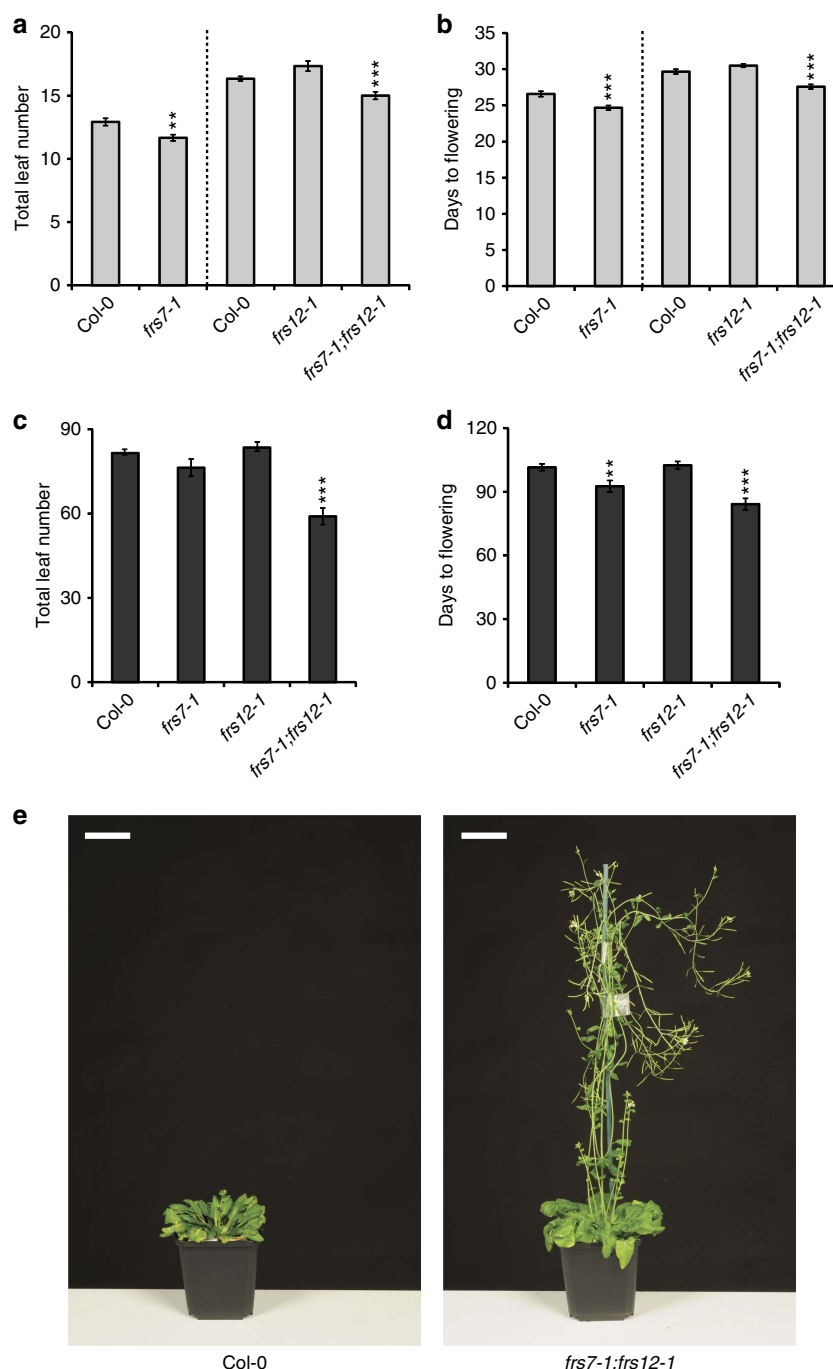 a
Total leaf number
20
15
10
5
0
**
***
Col-0
frs7-1
Col-0
frs12-1
frs7-1;frs12-1
b
Days to flowering
35
30
25
20
15
10
5
0
***
***
Col-0
frs7-1
Col-0
frs12-1
frs7-1;frs12-1
c
Total leaf number
90
60
30
0
***
Col-0
frs7-1
frs12-1
frs7-1;frs12-1
d
Days to flowering
120
90
60
30
0
**
***
Col-0
frs7-1
frs12-1
frs7-1;frs12-1
e
Col-0
frs7-1;frs12-1